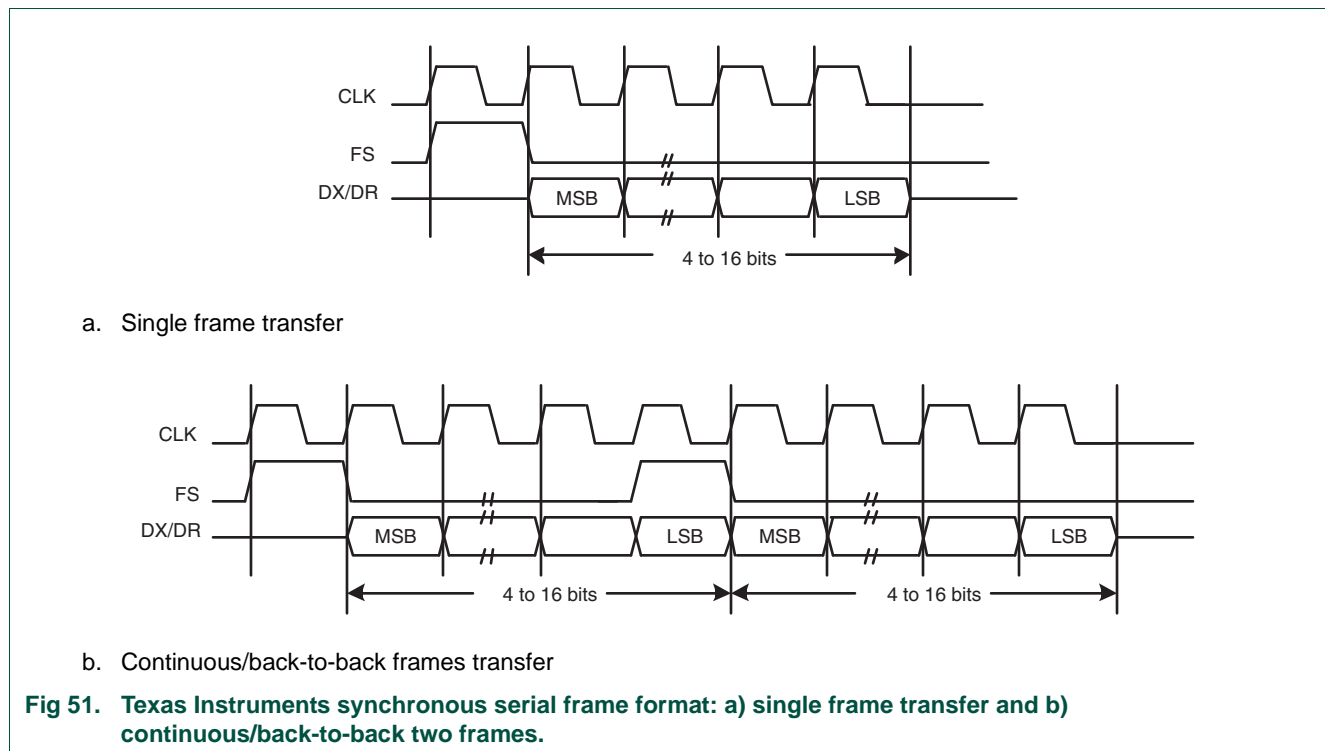 CLK
FS
DX/DR
MSB
LSB
4 to 16 bits
a. Single frame transfer
CLK
FS
DX/DR
MSB
LSB
MSB
LSB
4 to 16 bits
4 to 16 bits
b. Continuous/back-to-back frames transfer
Fig 51. Texas Instruments synchronous serial frame format: a) single frame transfer and b)
continuous/back-to-back two frames.